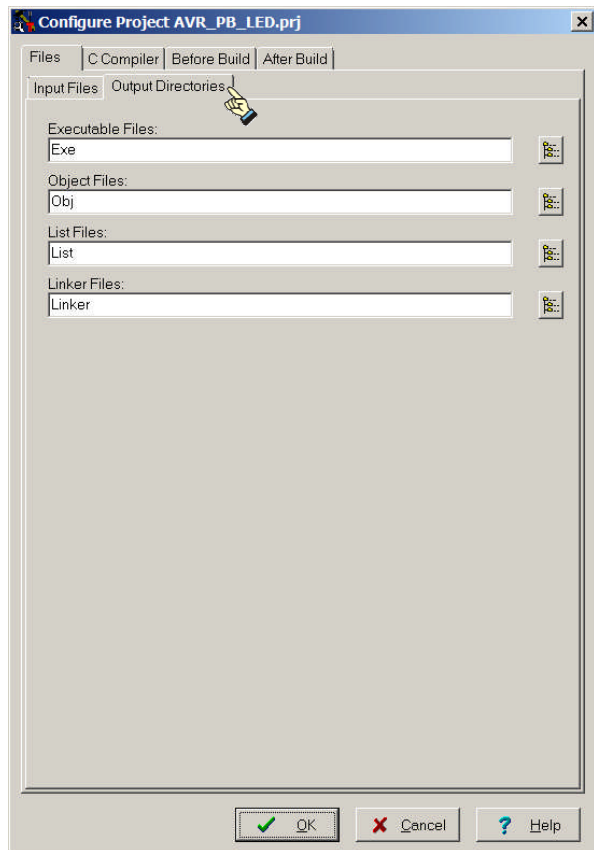 Configure Project AVR_PB_LED.prj
Files C Compiler Before Build After Build
Input Files Output Directories
Executable Files:
Exe
Object Files:
Obj
List Files:
List
Linker Files:
Linker
OK Cancel ? Help